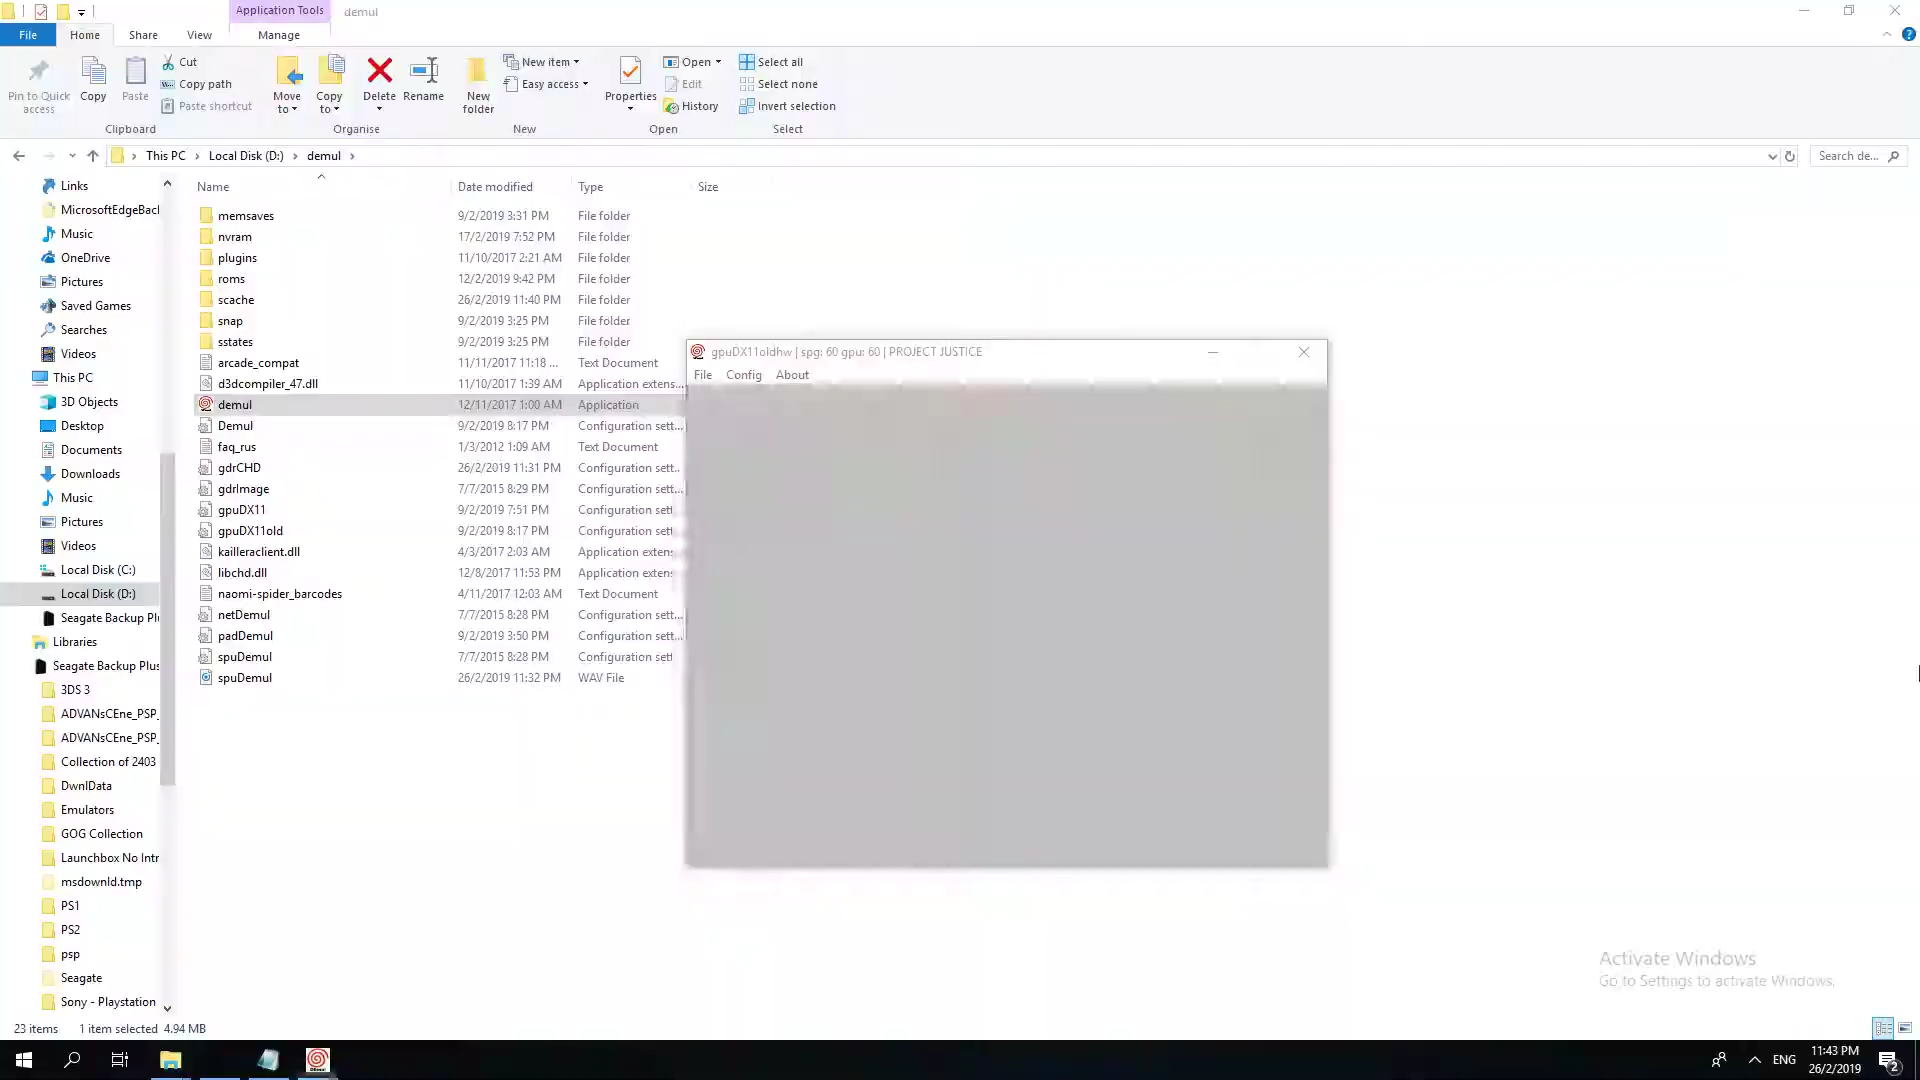 Application Tools
demul
File
Home
Share
View
Manage
Pin to Quick access
Copy
Paste
Cut
Copy path
Paste shortcut
Clipboard
Move to
Copy to
Delete
Rename
Organise
New folder
New item
Easy access
New
Properties
Open
Edit
History
Open
Select all
Select none
Invert selection
Select
This PC
Local Disk (D:)
demul
Search de...
Links
MicrosoftEdgeBacl
Music
OneDrive
Pictures
Saved Games
Searches
Videos
This PC
3D Objects
Desktop
Documents
Downloads
Music
Pictures
Videos
Local Disk (C:)
Local Disk (D:)
Seagate Backup Plu
Libraries
Seagate Backup Plus
3DS 3
ADVANsCEne_PSP_
ADVANsCEne_PSP_
Collection of 2403
DwnlData
Emulators
GOG Collection
Launchbox No Intr
msdownld.tmp
PS1
PS2
psp
Seagate
Sony - Playstation
Name Date modified Type Size
memsaves 9/2/2019 3:31 PM File folder
nvram 17/2/2019 7:52 PM File folder
plugins 11/10/2017 2:21 AM File folder
roms 12/2/2019 9:42 PM File folder
scache 26/2/2019 11:40 PM File folder
snap 9/2/2019 3:25 PM File folder
sstates 9/2/2019 3:25 PM File folder
arcade_compat 11/11/2017 11:18 ... Text Document
d3dcompiler_47.dll 11/10/2017 1:39 AM Application extens...
demul 12/11/2017 1:00 AM Application
Demul 9/2/2019 8:17 PM Configuration sett...
faq_rus 1/3/2012 1:09 AM Text Document
gdrCHD 26/2/2019 11:31 PM Configuration sett..
gdrImage 7/7/2015 8:29 PM Configuration sett...
gpuDX11 9/2/2019 7:51 PM Configuration sett
gpuDX11old 9/2/2019 8:17 PM Configuration sett
kailleraclient.dll 4/3/2017 2:03 AM Application extens
libchd.dll 12/8/2017 11:53 PM Application extens
naomi-spider_barcodes 4/11/2017 12:03 AM Text Document
netDemul 7/7/2015 8:28 PM Configuration sett...
padDemul 9/2/2019 3:50 PM Configuration sett...
spuDemul 7/7/2015 8:28 PM Configuration sett
spuDemul 26/2/2019 11:32 PM WAV File
gpuDX11oldhw | spg: 60 gpu: 60 | PROJECT JUSTICE
File Config About
Activate Windows
Go to Settings to activate Windows.
23 items 1 item selected 4.94 MB
DEmul
ENG
11:43 PM
26/2/2019
2